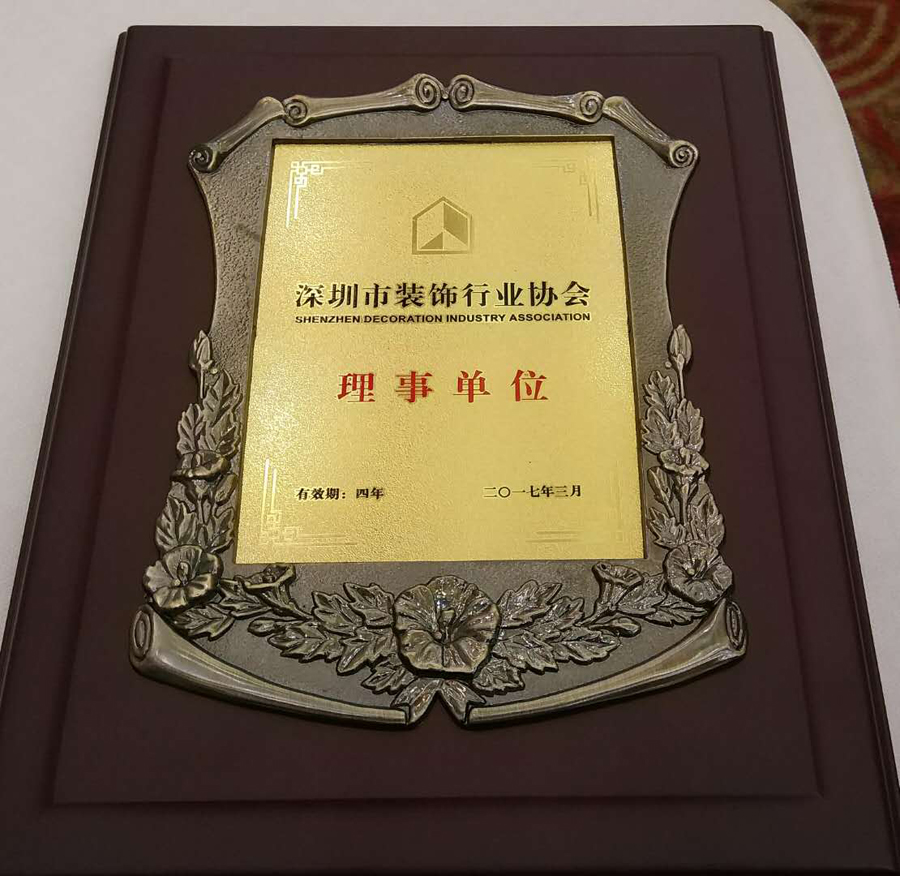 深圳市装饰行业协会
SHENZHEN DECORATION INDUSTRY ASSOCIATION
理事单位
有效期：四年
二〇一七年三月